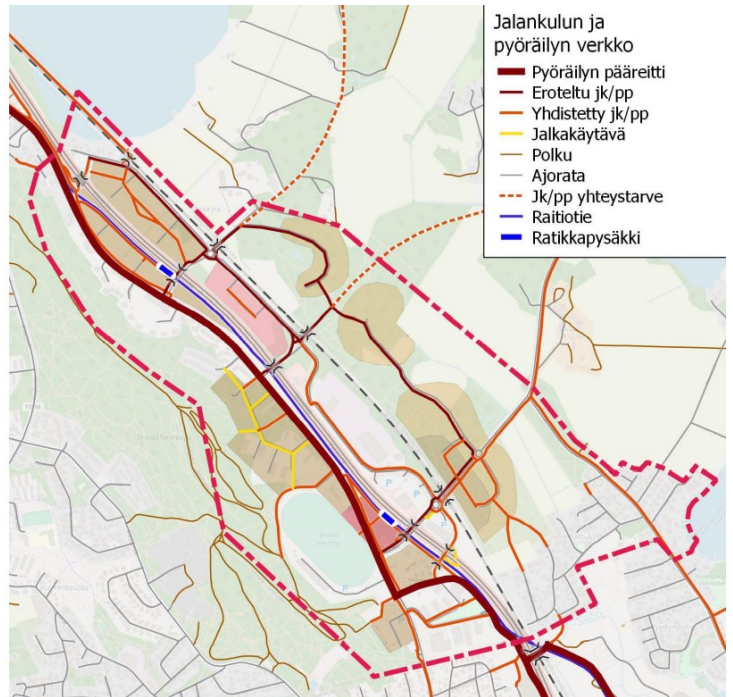 Jalankulun ja
pyöräilyn verkko
Pyöräilyn pääreitti
Eroteltu jk/pp
Yhdistetty jk/pp
Jalkakäytävä
Polku
Ajorata
Jk/pp yhteystarve
Raitiotie
Ratikkapysäkki
P
P
P
P